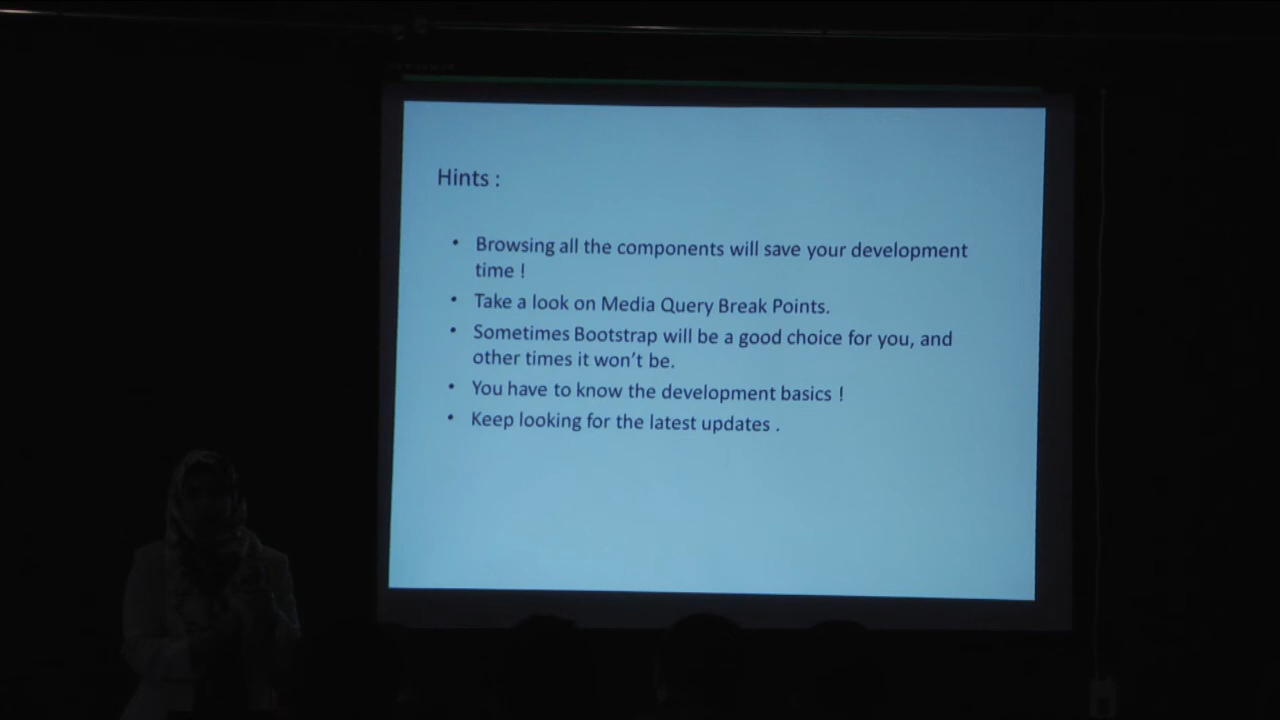 Hints :
• Browsing all the components will save your development
time !
• Take a look on Media Query Break Points.
• Sometimes Bootstrap will be a good choice for you, and
other times it won't be.
• You have to know the development basics !
• Keep looking for the latest updates .